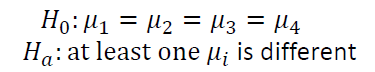 H₀: μ₁ = μ₂ = μ₃ = μ₄
Hₐ: at least one μᵢ is different